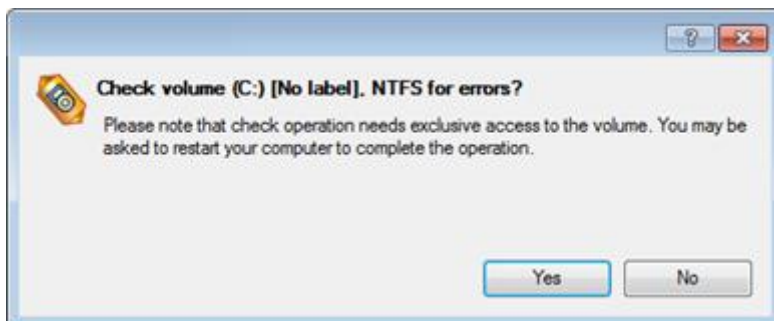 Check volume (C:) [No label], NTFS for errors?
Please note that check operation needs exclusive access to the volume. You may be
asked to restart your computer to complete the operation.
Yes
No